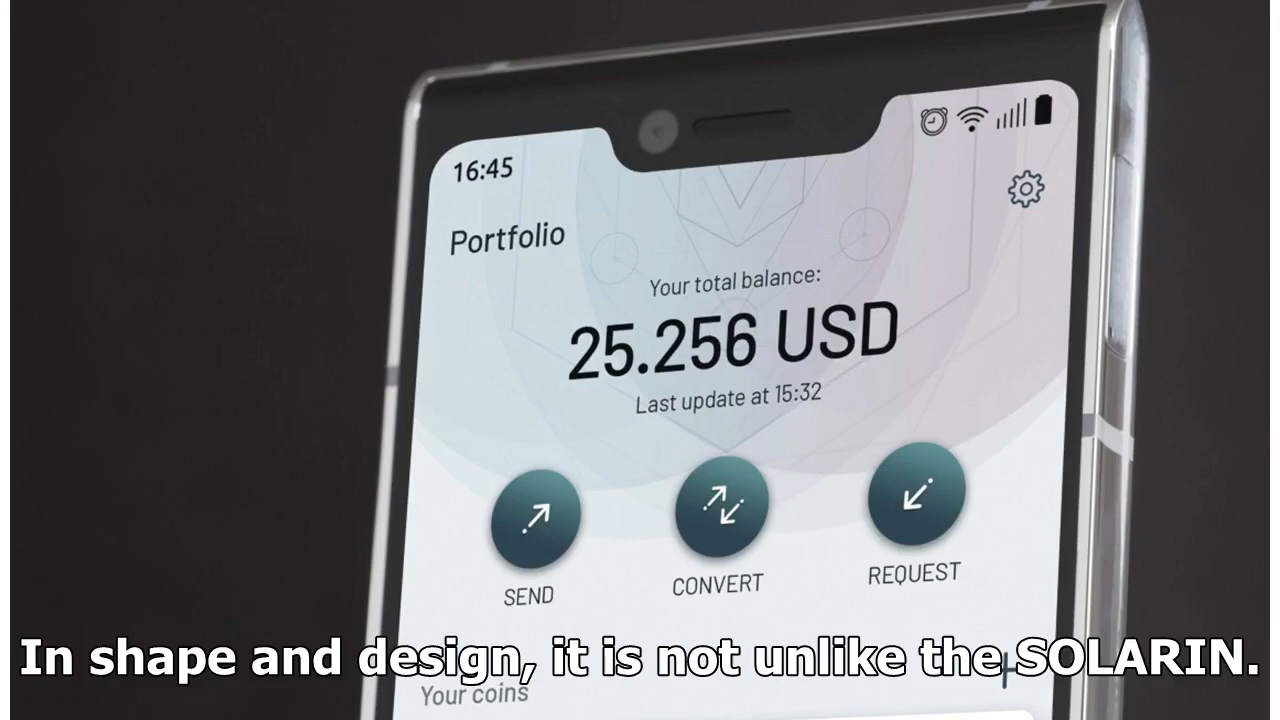 16:45
Portfolio
Your total balance:
25.256 USD
Last update at 15:32
SEND
CONVERT
REQUEST
In shape and design, it is not unlike the SOLARIN.
Your coins